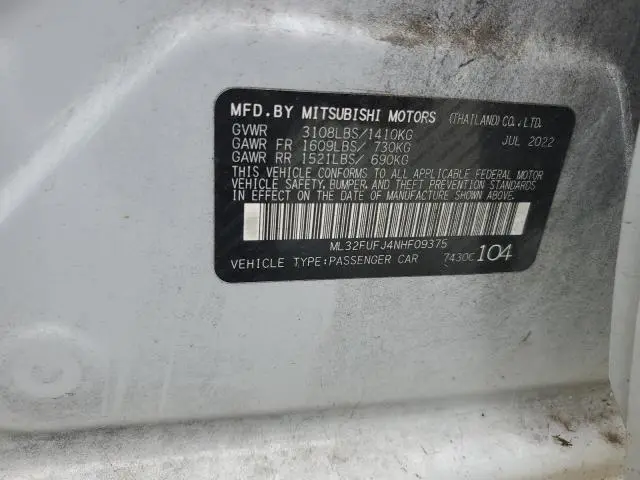 MFD.BY MITSUBISHI MOTORS (THAILAND) CO., LTD.
GVWR 3108LBS/1410KG JUL 2022
GAWR FR 1609LBS/ 730KG
GAWR RR 1521LBS/ 690KG
THIS VEHICLE CONFORMS TO ALL APPLICABLE FEDERAL MOTOR
VEHICLE SAFETY, BUMPER, AND THEFT PREVENTION STANDARDS
IN EFFECT ON THE DATE OF MANUFACTURE SHOWN ABOVE.
ML32FUFJ4NHF09375
VEHICLE TYPE:PASSENGER CAR 7430C 104